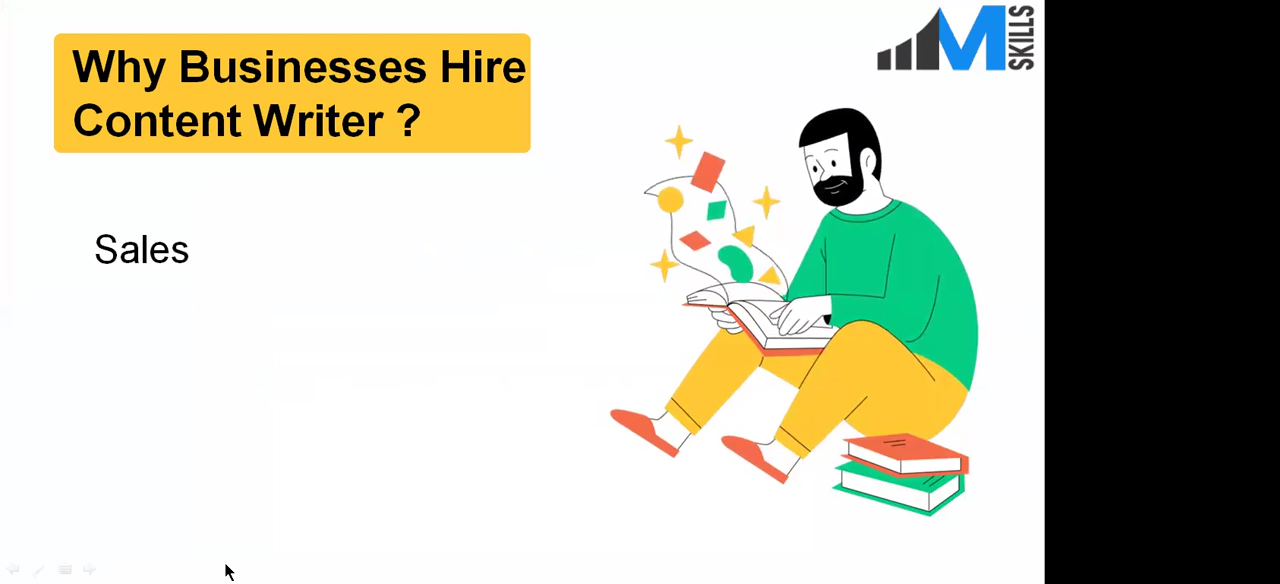 Why Businesses Hire
Content Writer ?
M
SKILLS
Sales